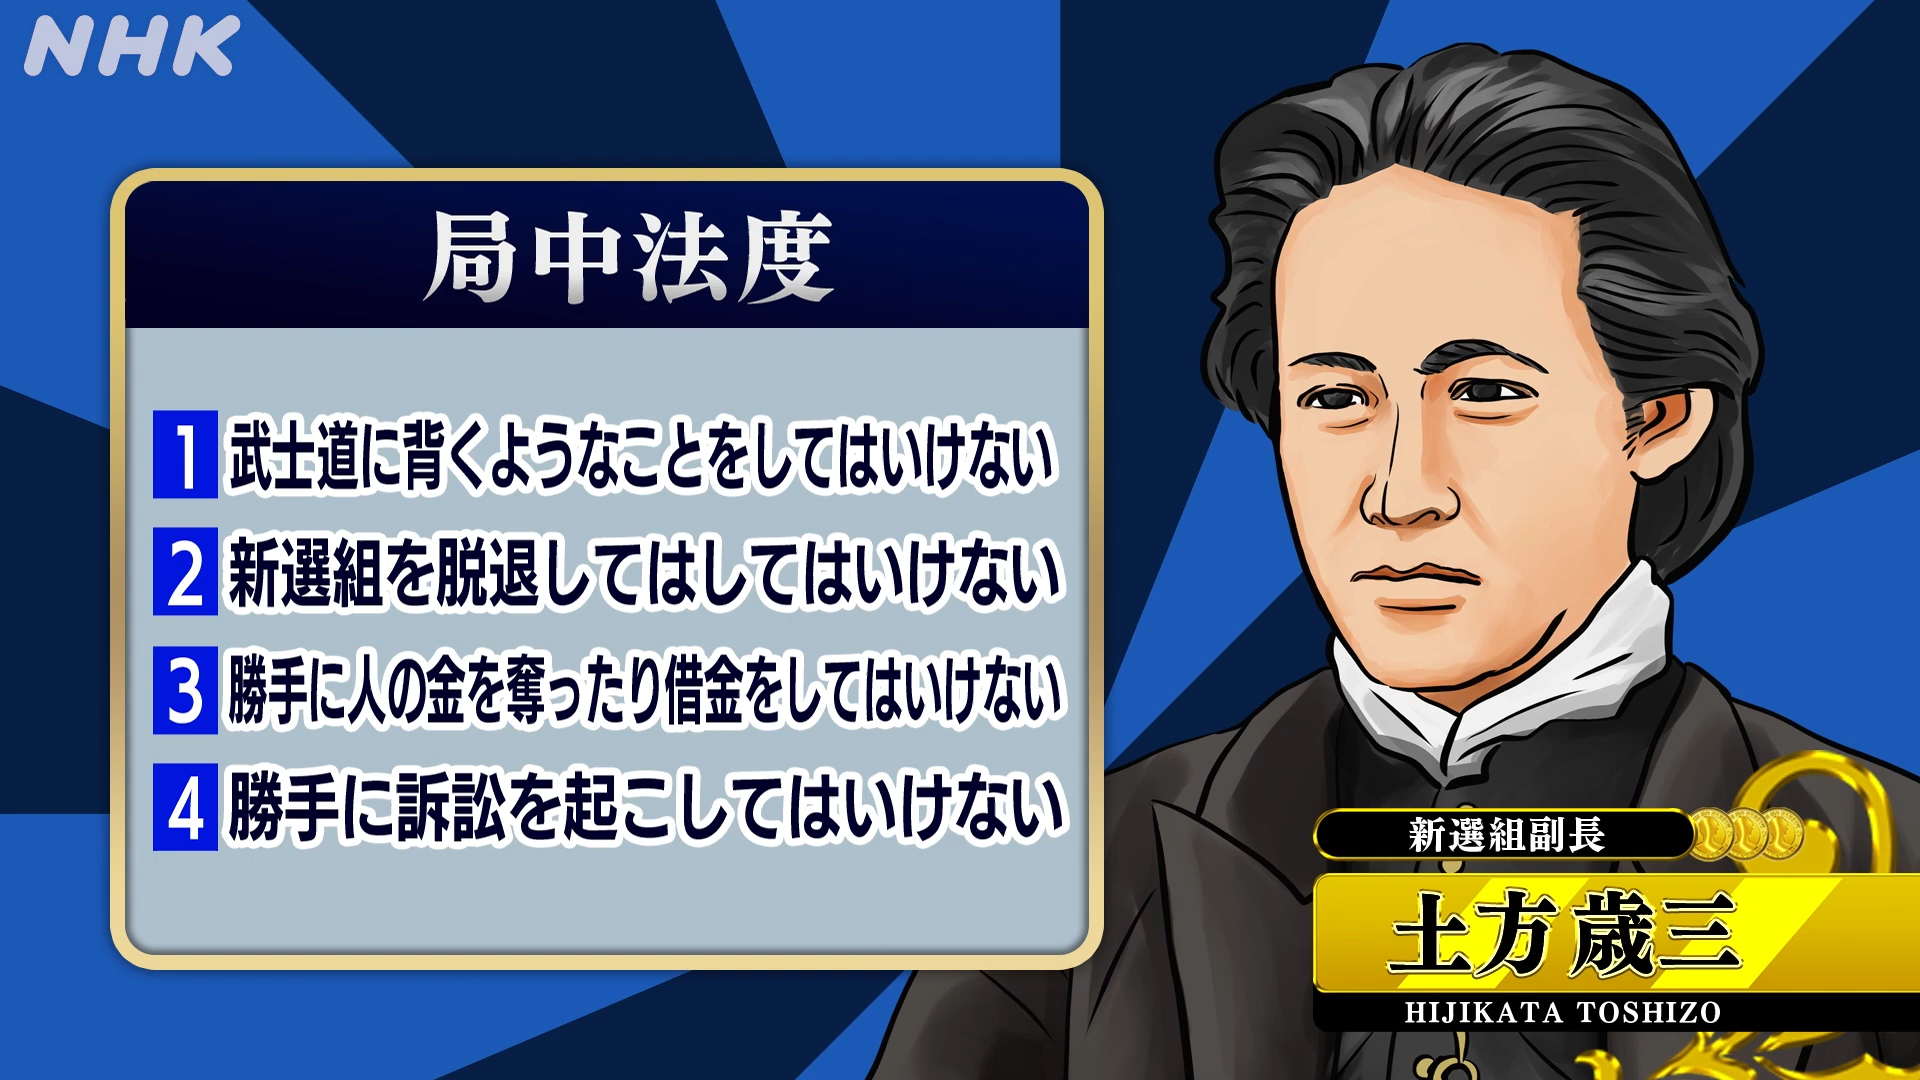 NHK
局中法度
1 武士道に背くようなことをしてはいけない
2 新選組を脱退してはしてはいけない
3 勝手に人の金を奪ったり借金をしてはいけない
4 勝手に訴訟を起こしてはいけない
新選組副長
土方 歳三
HIJIKATA TOSHIZO